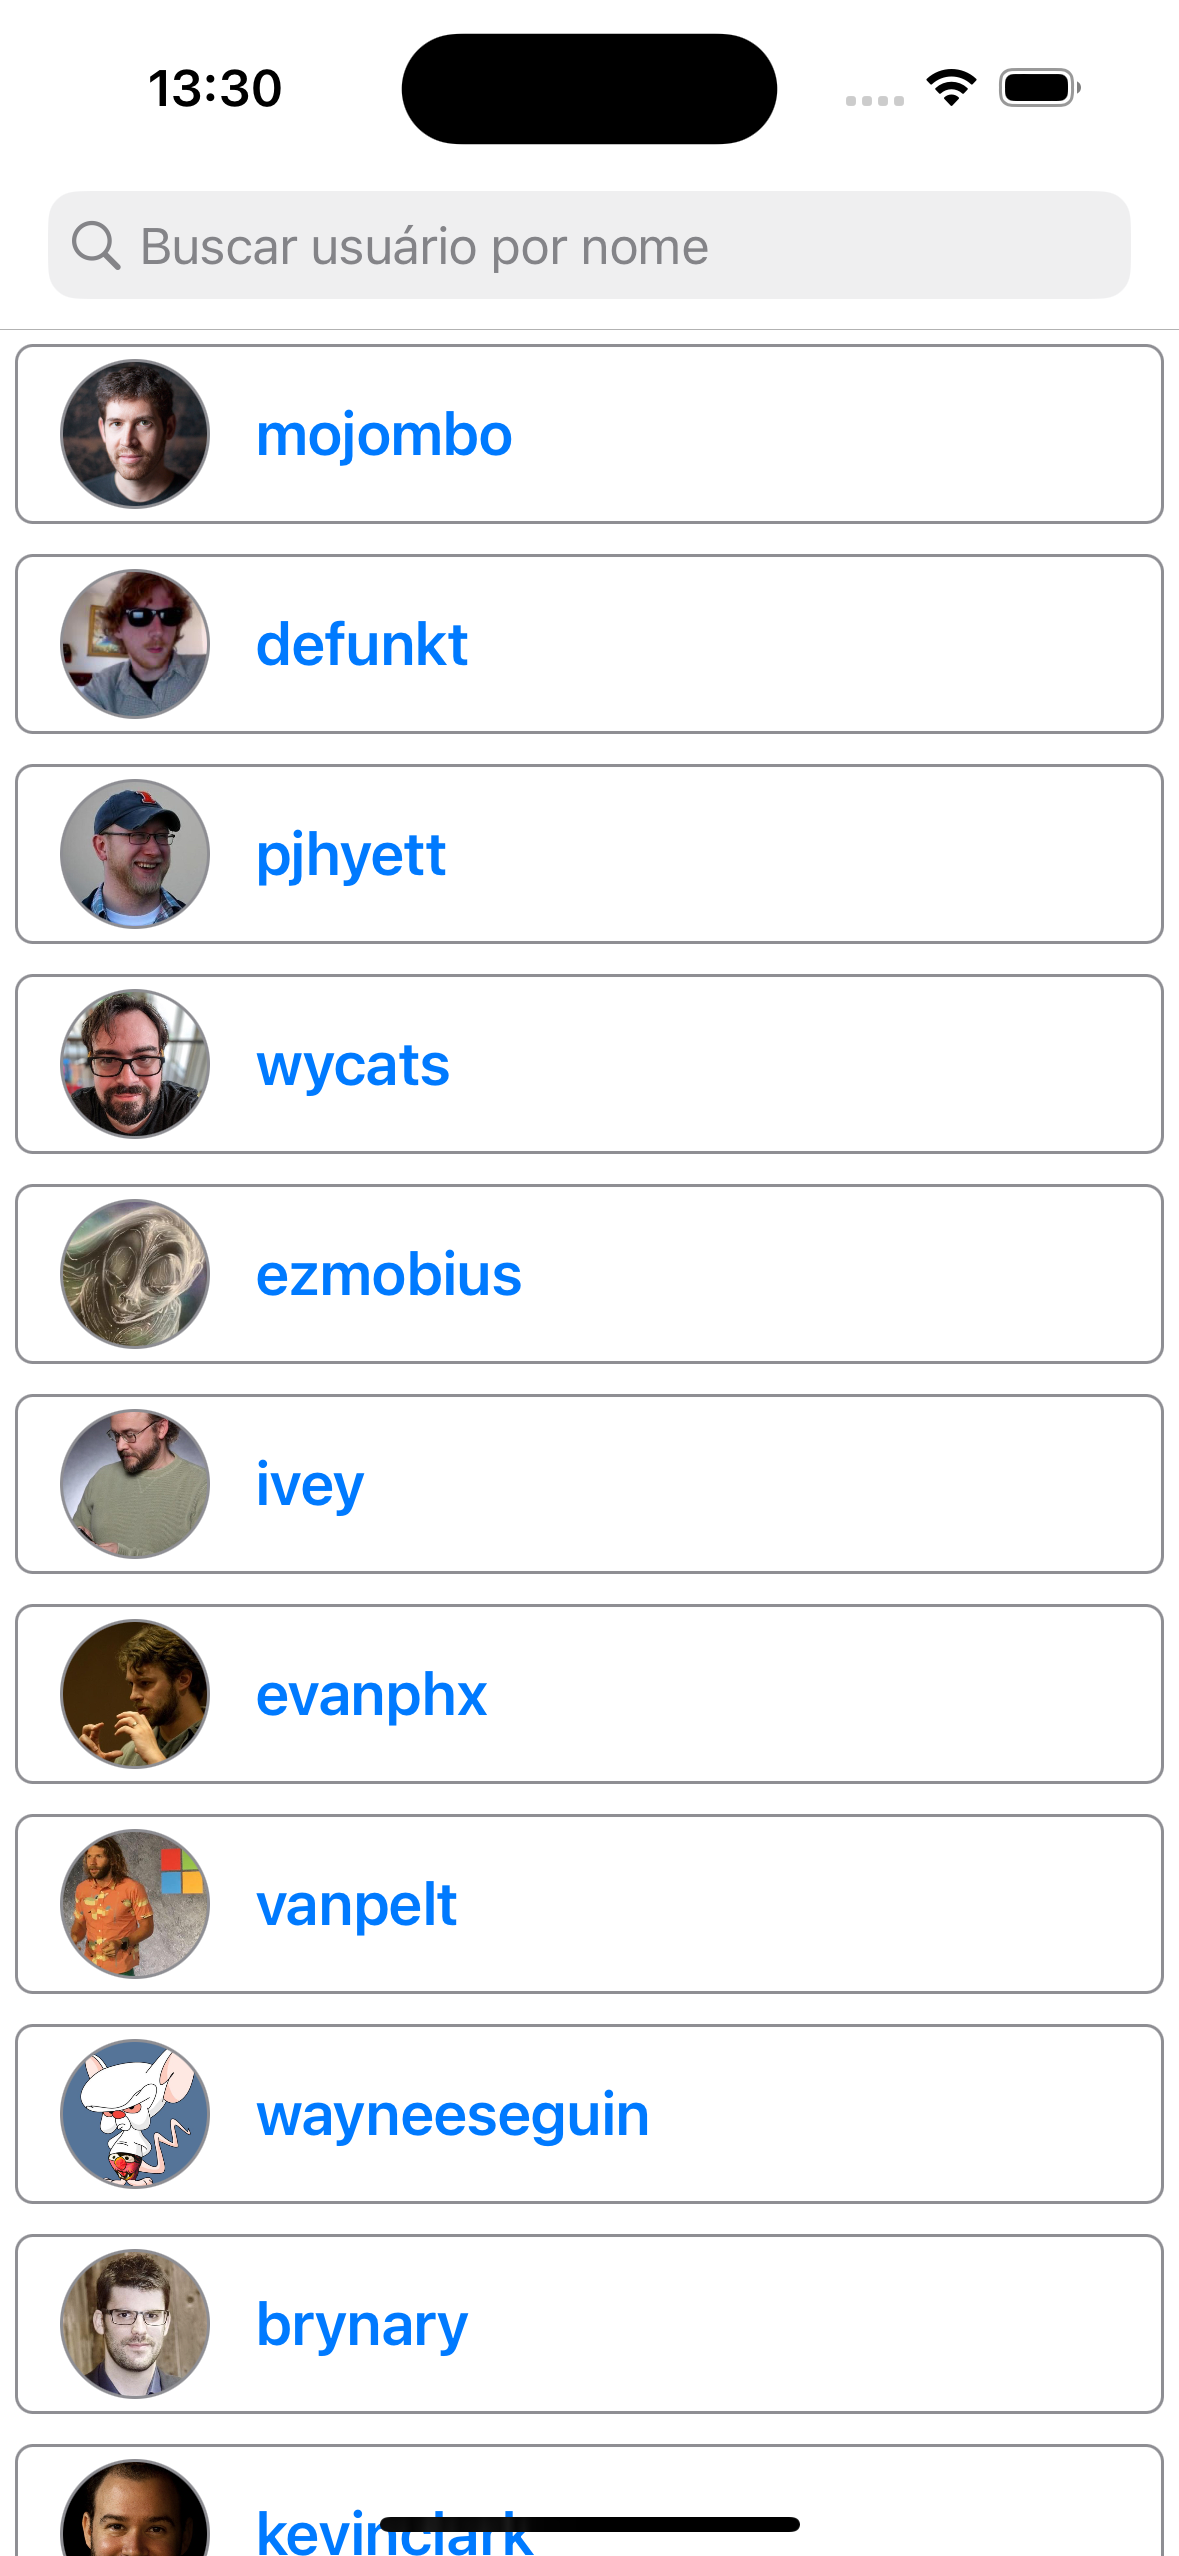 13:30
Buscar usuário por nome
mojombo
defunkt
pjhyett
wycats
ezmobius
ivey
evanphx
vanpelt
wayneeseguin
brynary
kevinclark